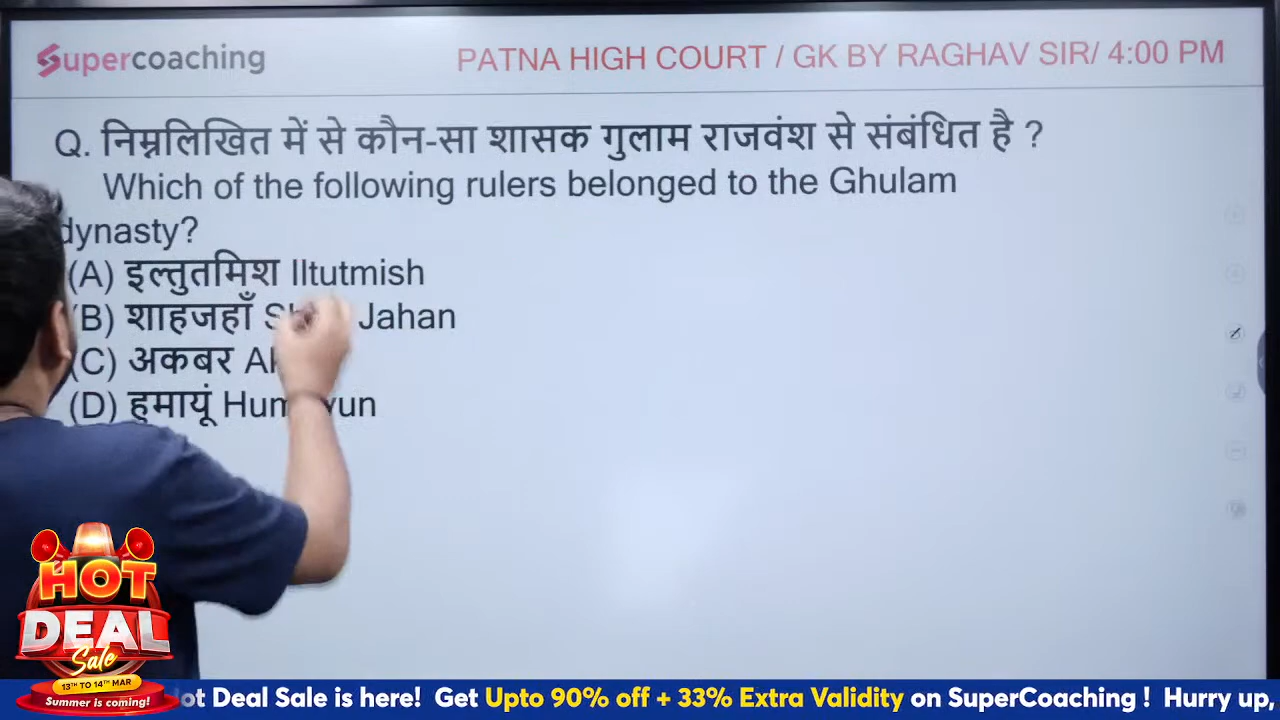 Supercoaching
PATNA HIGH COURT / GK BY RAGHAV SIR/ 4:00 PM
Q. निम्नलिखित में से कौन-सा शासक गुलाम राजवंश से संबंधित है ?
Which of the following rulers belonged to the Ghulam
dynasty?
(A) इल्तुतमिश Iltutmish
(B) शाहजहाँ Jahan
(C) अकबर
(D) हुमायूं
HOT
DEAL
Sale
13TH TO 14TH MAR
Summer is coming!
Deal Sale is here! Get Upto 90% off + 33% Extra Validity on SuperCoaching ! Hurry up,